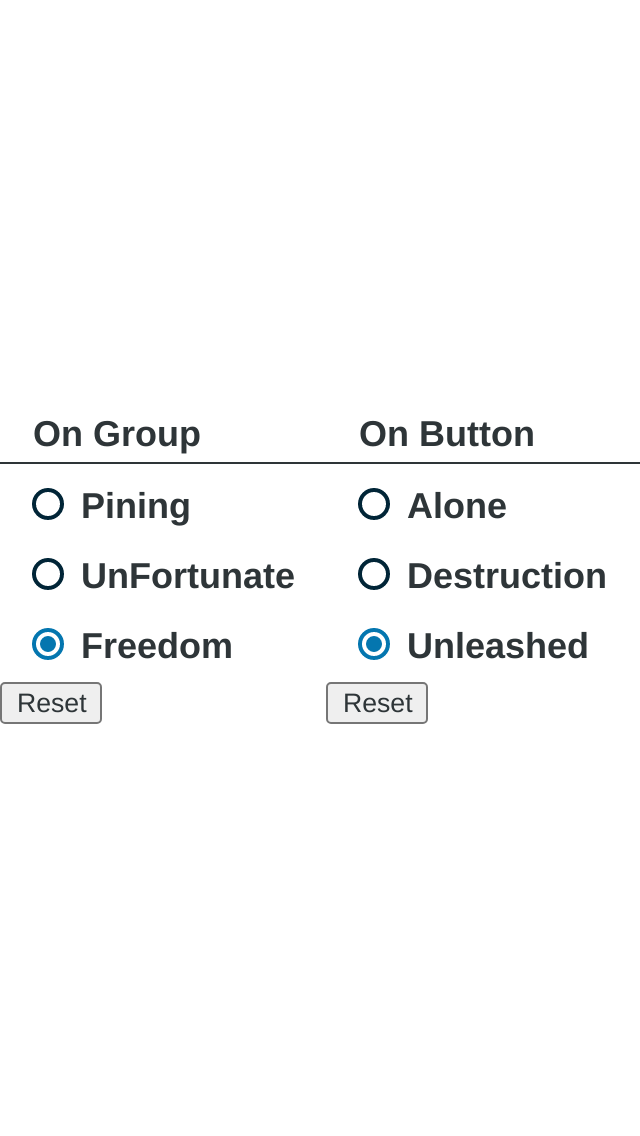 On Group On Button
Pining Alone
UnFortunate Destruction
Freedom Unleashed
Reset Reset